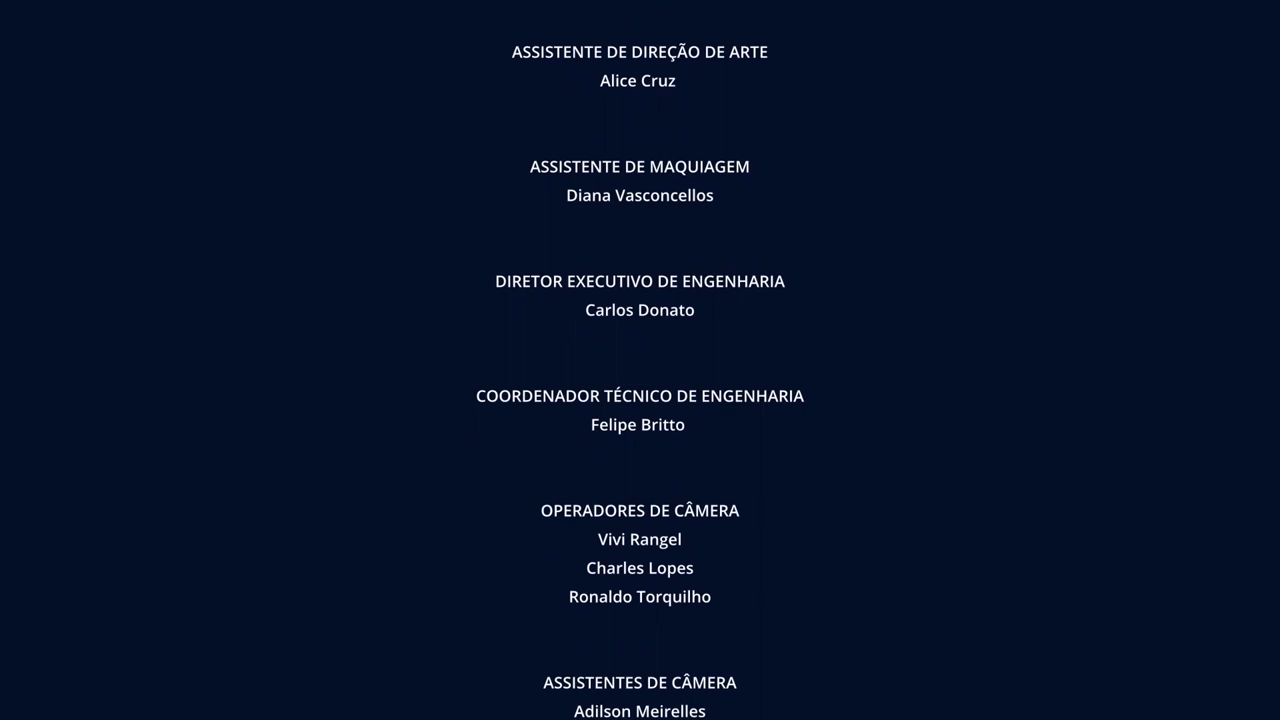 ASSISTENTE DE DIREÇÃO DE ARTE
Alice Cruz
ASSISTENTE DE MAQUIAGEM
Diana Vasconcellos
DIRETOR EXECUTIVO DE ENGENHARIA
Carlos Donato
COORDENADOR TÉCNICO DE ENGENHARIA
Felipe Britto
OPERADORES DE CÂMERA
Vivi Rangel
Charles Lopes
Ronaldo Torquilho
ASSISTENTES DE CÂMERA
Adilson Meirelles